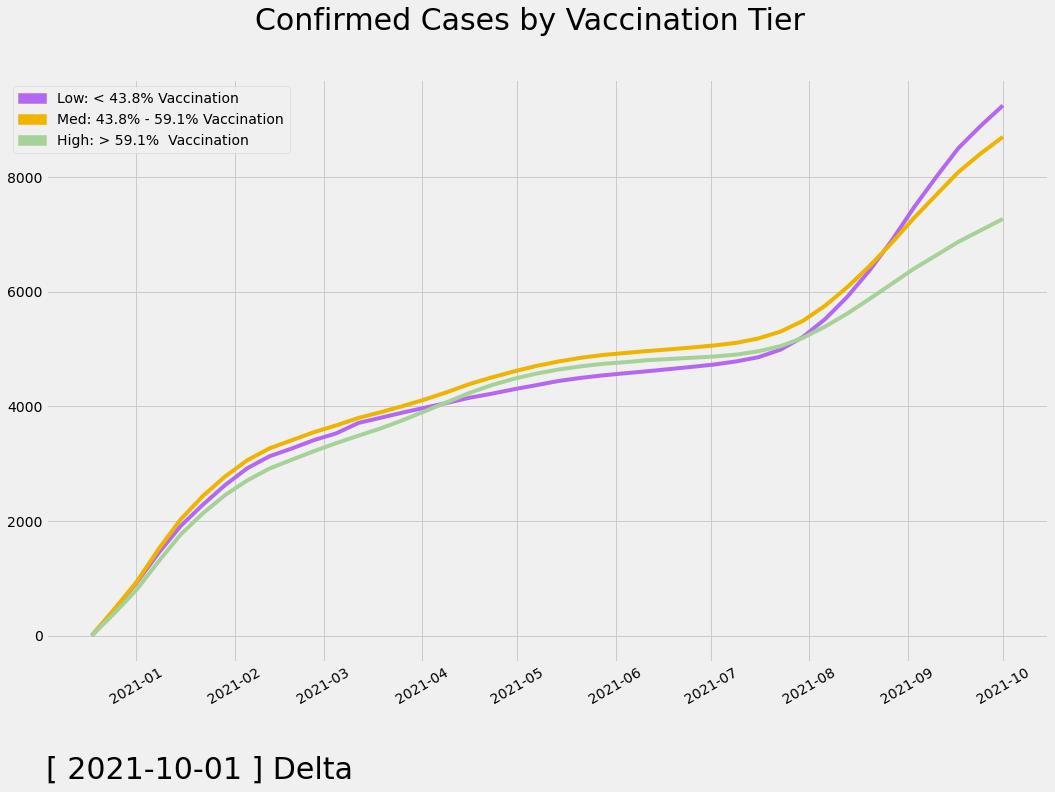 Confirmed Cases by Vaccination Tier
Low: < 43.8% Vaccination
Med: 43.8% - 59.1% Vaccination
High: > 59.1%  Vaccination
8000
6000
4000
2000
0
2021-01 2021-02 2021-03 2021-04 2021-05 2021-06 2021-07 2021-08 2021-09 2021-10
[ 2021-10-01 ] Delta